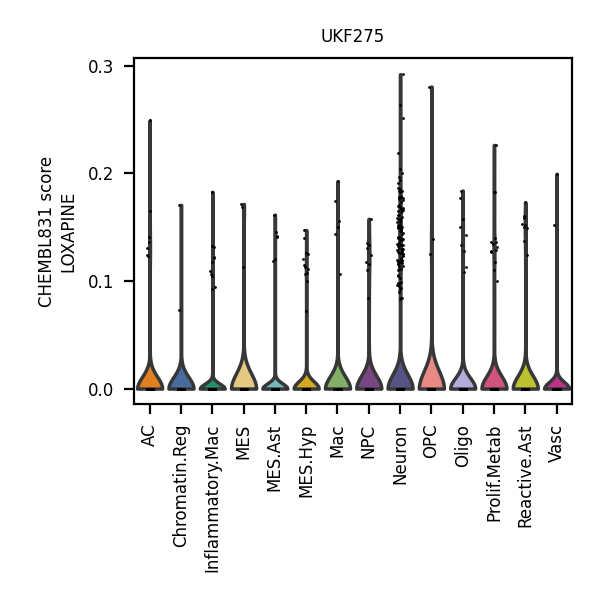 UKF275
CHEMBL831 score
LOXAPINE
0.3
0.2
0.1
0.0
AC
Chromatin.Reg
Inflammatory.Mac
MES
MES.Ast
MES.Hyp
Mac
NPC
Neuron
OPC
Oligo
Prolif.Metab
Reactive.Ast
Vasc